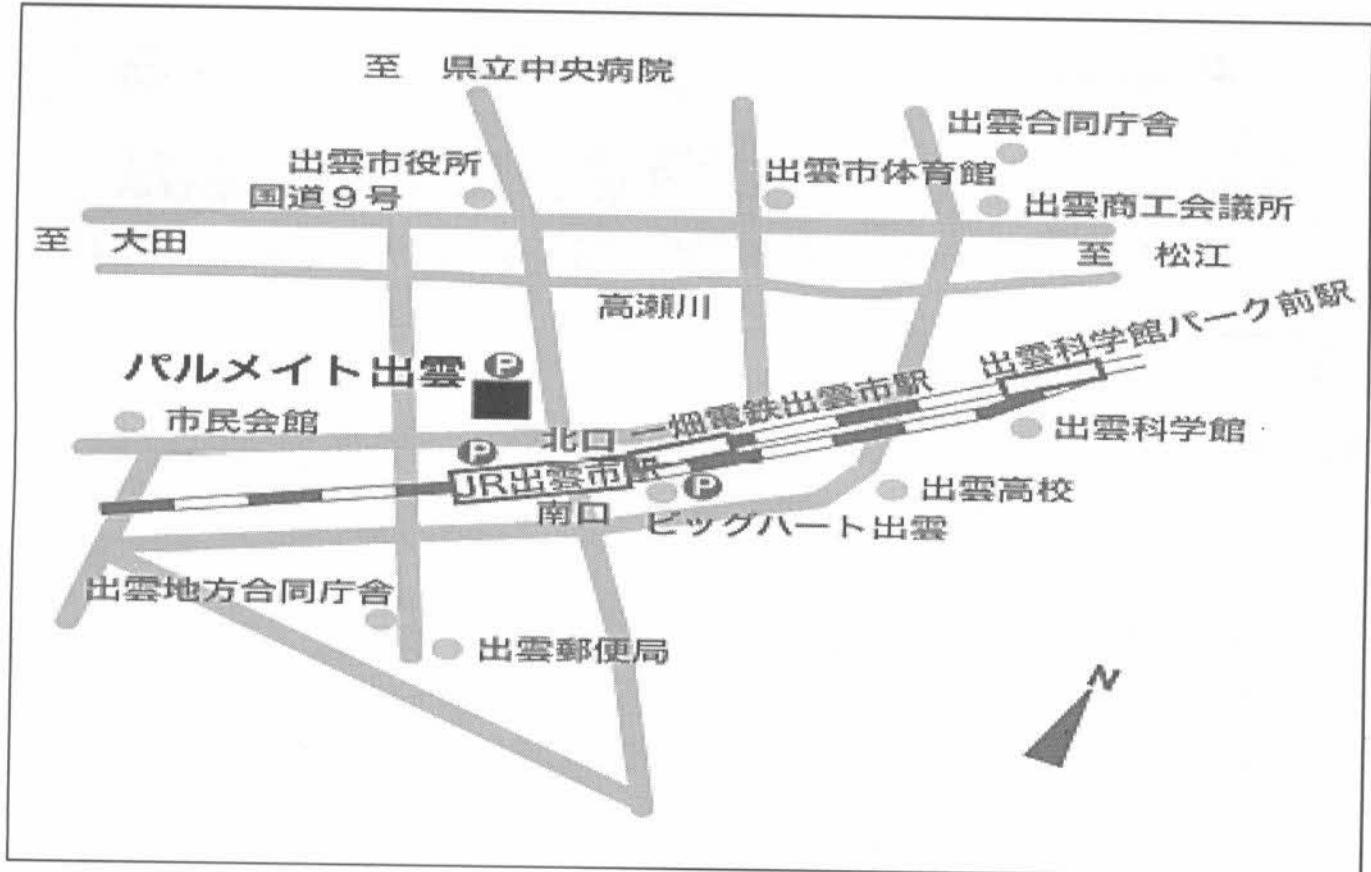 至 県立中央病院
出雲合同庁舎
出雲市役所
出雲市体育館
国道9号
出雲商工会議所
至 大田
至 松江
高瀬川
出雲科学館パーク前駅
パルメイト出雲
P
一畑電鉄出雲市駅
市民会館
北口
出雲科学館
P
JR出雲市駅
P
出雲高校
南口
ビッグハート出雲
出雲地方合同庁舎
出雲郵便局
N